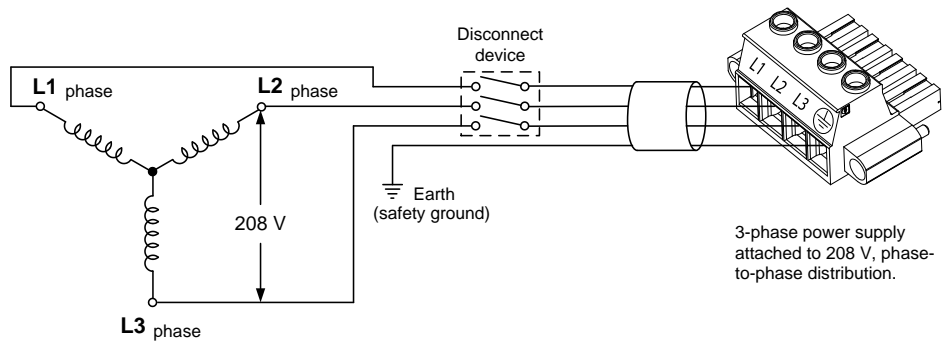 Disconnect
device
L1 phase
L2 phase
L1
L2
L3
208 V
Earth
(safety ground)
3-phase power supply
attached to 208 V, phase-
to-phase distribution.
L3 phase